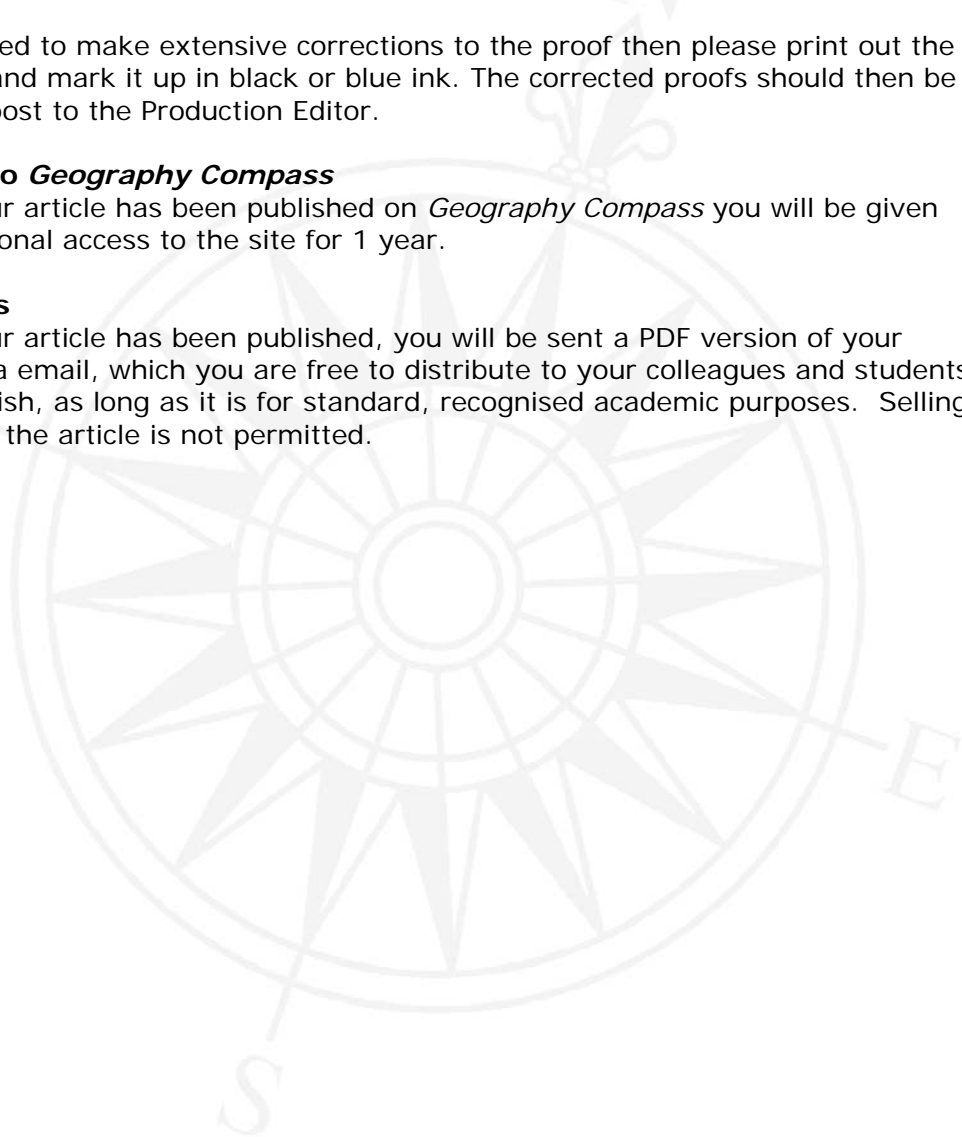 ed to make extensive corrections to the proof then please print out the
and mark it up in black or blue ink. The corrected proofs should then be
post to the Production Editor.
o Geography Compass
ur article has been published on Geography Compass you will be given
onal access to the site for 1 year.
s
ur article has been published, you will be sent a PDF version of your
a email, which you are free to distribute to your colleagues and students
ish, as long as it is for standard, recognised academic purposes. Selling
the article is not permitted.
E
S